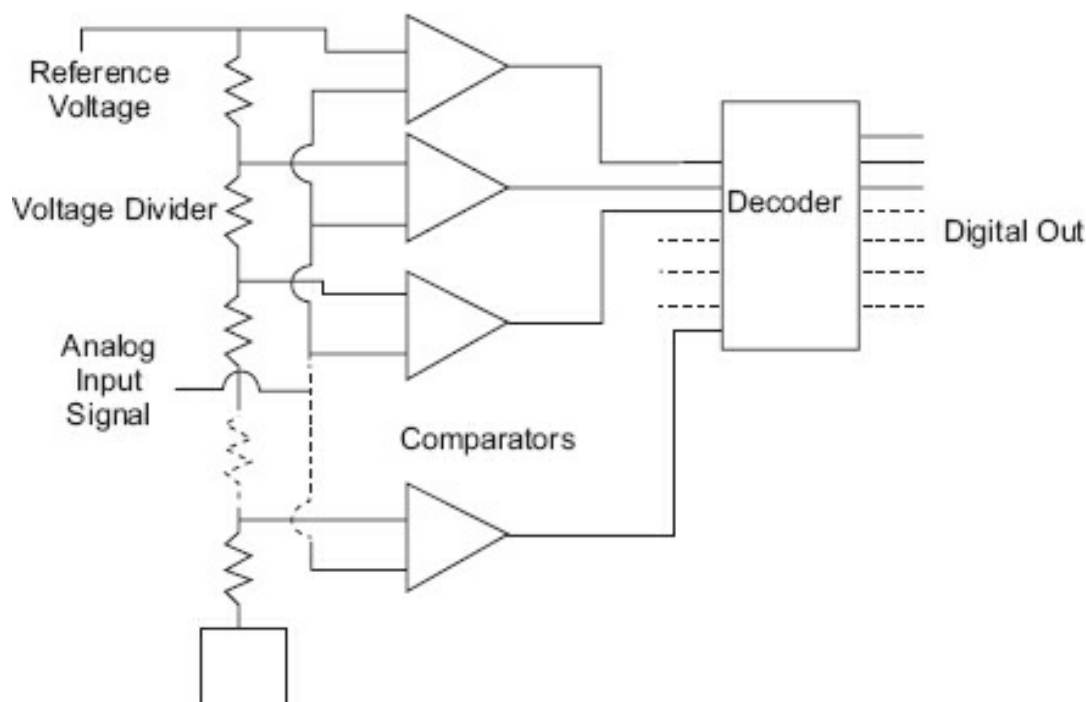 Reference
Voltage
Voltage Divider
Decoder
Digital Out
Analog
Input
Signal
Comparators